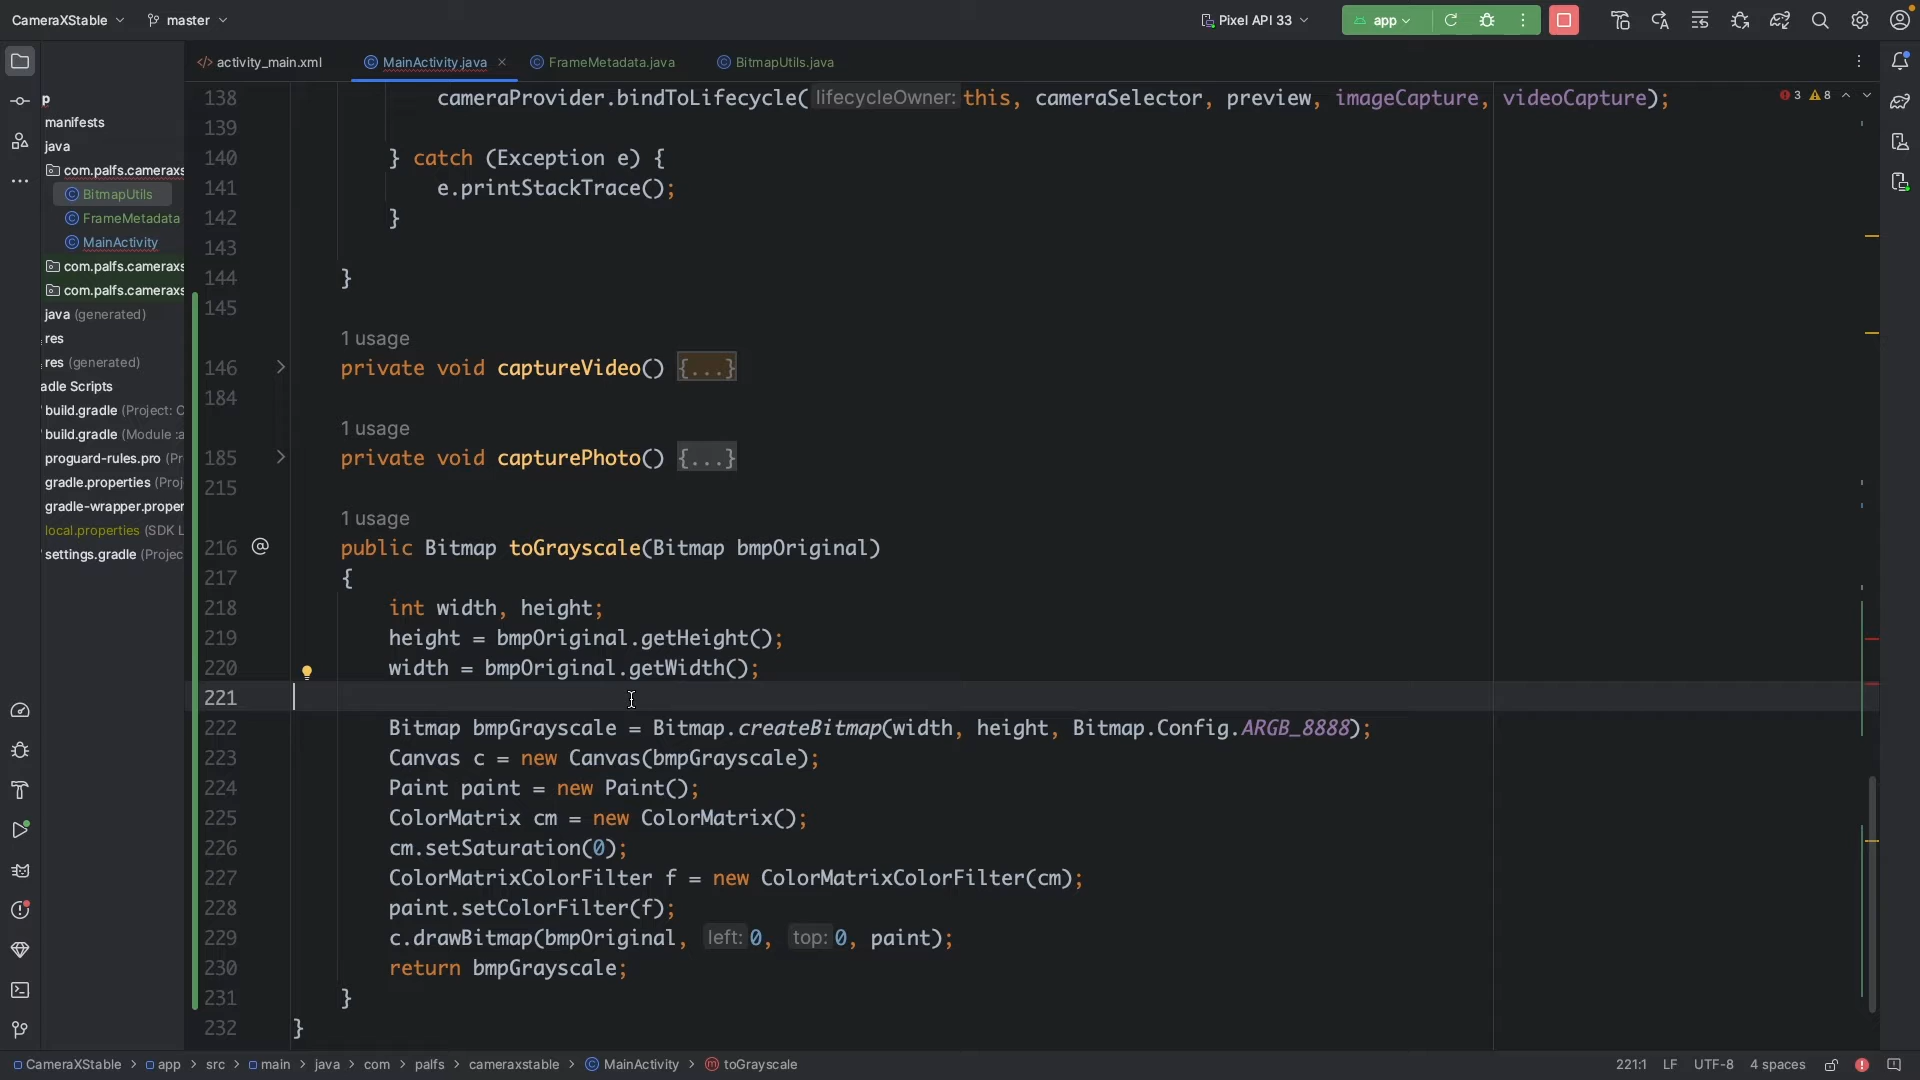 CameraXStable
master
Pixel API 33
app
activity_main.xml
MainActivity.java
FrameMetadata.java
BitmapUtils.java
p
manifests
java
com.palfs.cameraxs
BitmapUtils
FrameMetadata
MainActivity
com.palfs.cameraxs
com.palfs.cameraxs
java (generated)
res
res (generated)
adle Scripts
build.gradle (Project: C
build.gradle (Module :a
proguard-rules.pro (Pr
gradle.properties (Proj
gradle-wrapper.proper
local.properties (SDK L
settings.gradle (Projec
3 8
138 cameraProvider.bindToLifecycle( lifecycleOwner: this, cameraSelector, preview, imageCapture, videoCapture);
139
140 } catch (Exception e) {
141 e.printStackTrace();
142 }
143
144 }
145
1 usage
146 private void captureVideo() {...}
184
1 usage
185 private void capturePhoto() {...}
215
1 usage
216 @ public Bitmap toGrayscale(Bitmap bmpOriginal)
217 {
218 int width, height;
219 height = bmpOriginal.getHeight();
220 width = bmpOriginal.getWidth();
221
222 Bitmap bmpGrayscale = Bitmap.createBitmap(width, height, Bitmap.Config.ARGB_8888);
223 Canvas c = new Canvas(bmpGrayscale);
224 Paint paint = new Paint();
225 ColorMatrix cm = new ColorMatrix();
226 cm.setSaturation(0);
227 ColorMatrixColorFilter f = new ColorMatrixColorFilter(cm);
228 paint.setColorFilter(f);
229 c.drawBitmap(bmpOriginal, left: 0, top: 0, paint);
230 return bmpGrayscale;
231 }
232 }
CameraXStable > app > src > main > java > com > palfs > cameraxstable > MainActivity > toGrayscale
221:1 LF UTF-8 4 spaces